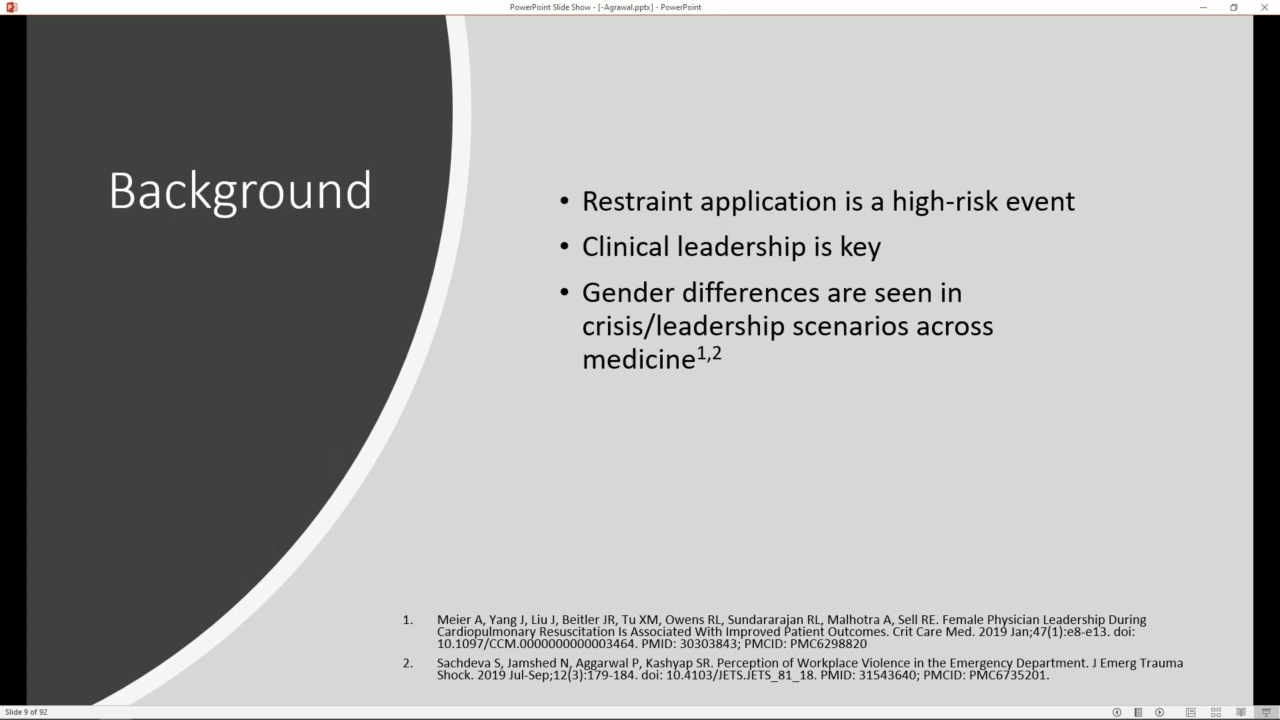 PowerPoint Slide Show - [-Agrawal.pptx] - PowerPoint
Background
• Restraint application is a high-risk event
• Clinical leadership is key
• Gender differences are seen in
crisis/leadership scenarios across
medicine1,2
1. Meier A, Yang J, Liu J, Beitler JR, Tu XM, Owens RL, Sundararajan RL, Malhotra A, Sell RE. Female Physician Leadership During
Cardiopulmonary Resuscitation Is Associated With Improved Patient Outcomes. Crit Care Med. 2019 Jan;47(1):e8-e13. doi:
10.1097/CCM.0000000000003464. PMID: 30303843; PMCID: PMC6298820
2. Sachdeva S, Jamshed N, Aggarwal P, Kashyap SR. Perception of Workplace Violence in the Emergency Department. J Emerg Trauma
Shock. 2019 Jul-Sep;12(3):179-184. doi: 10.4103/JETS.JETS_81_18. PMID: 31543640; PMCID: PMC6735201.
Slide 9 of 92